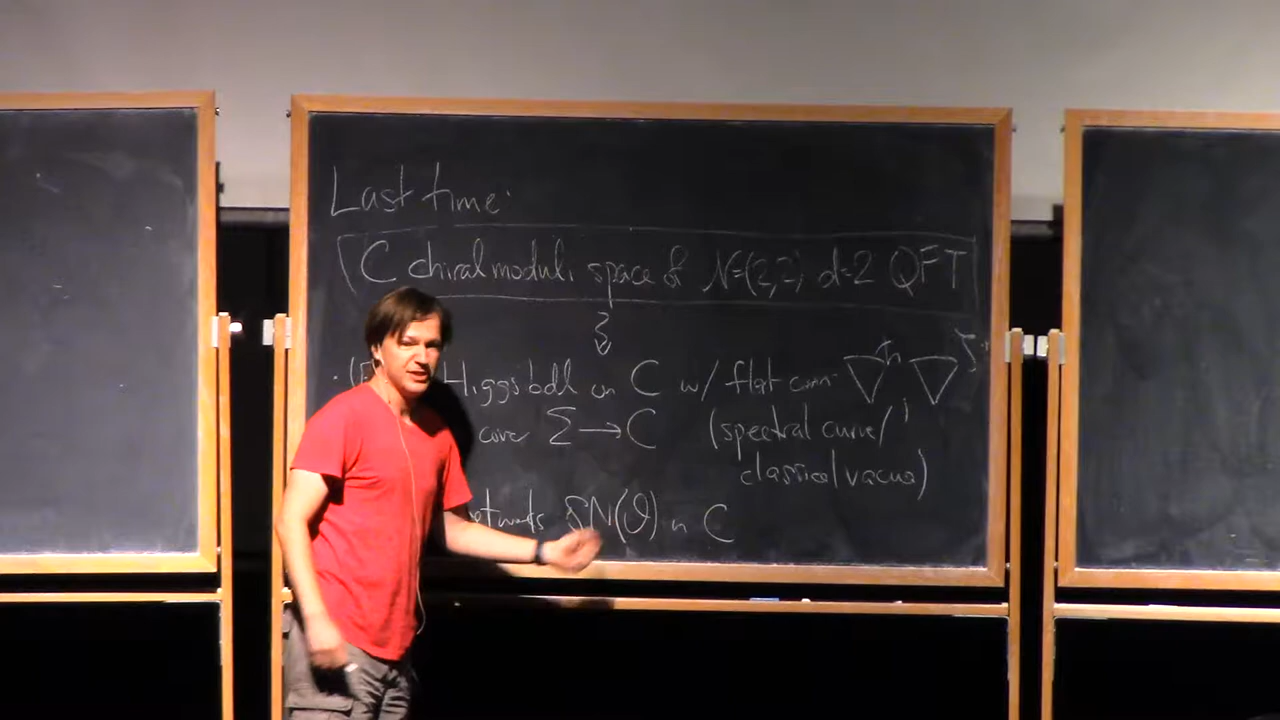 Last time:
C chiral moduli space of N=(2,2) d=2 QFT
Higgs bdl on C w/ flat conn ∇ ∇
cover Σ → C (spectral curve/
classical vacua)
SN(ϑ) in C